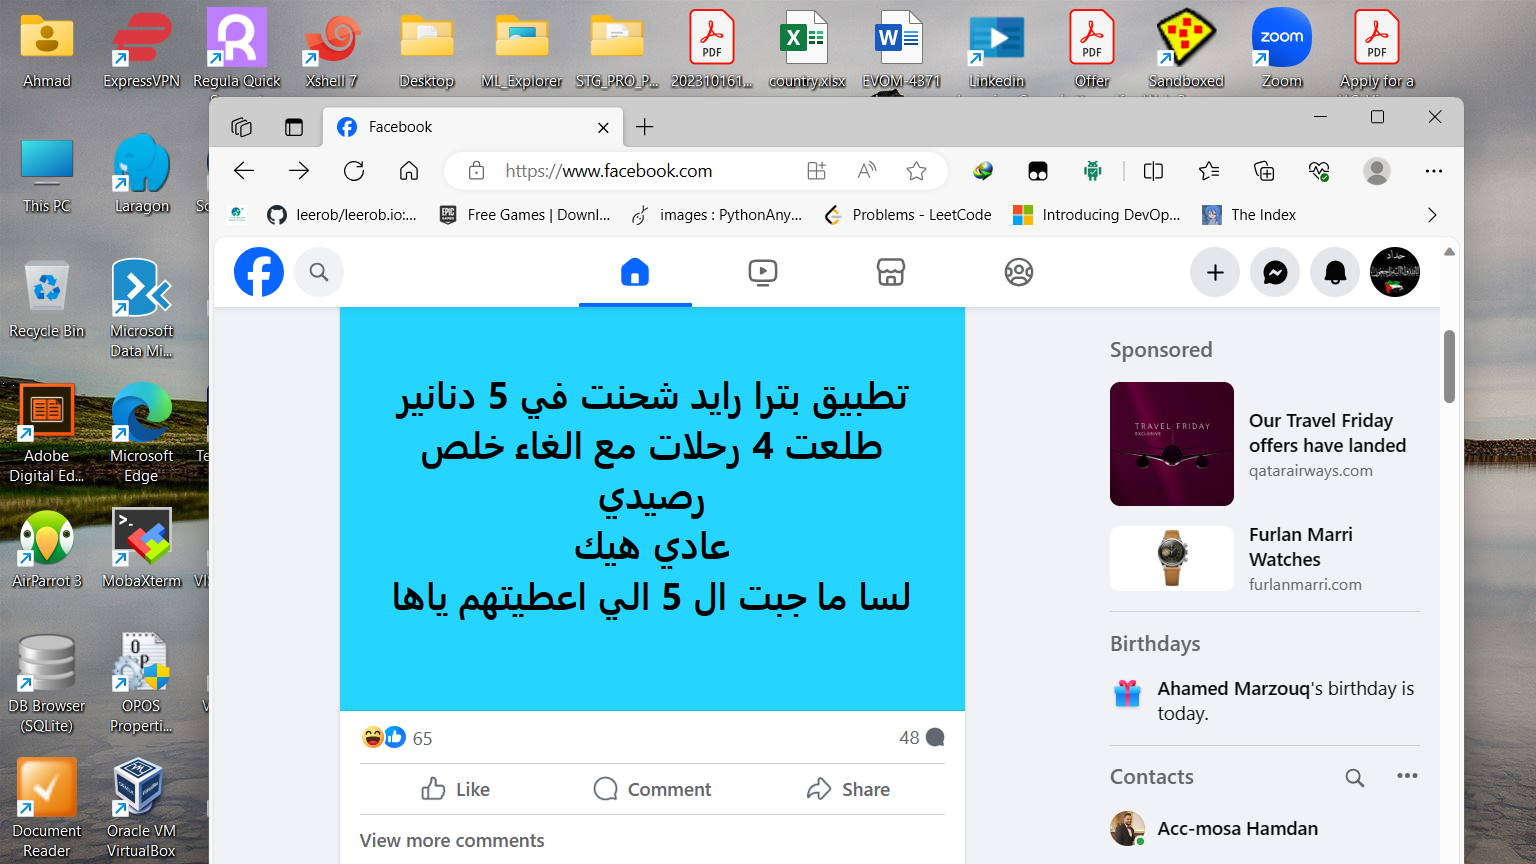 Ahmad
ExpressVPN
Regula Quick
Xshell 7
Desktop
ML_Explorer
STG_PRO_P...
202310161...
country.xlsx
EVOM-4371
Linkedin
Offer
Sandboxed
Zoom
Apply for a
PDF
PDF
zoom
PDF
Facebook
https://www.facebook.com
leerob/leerob.io:...
Free Games | Downl...
images : PythonAny...
Problems - LeetCode
Introducing DevOp...
The Index
This PC
Laragon
Recycle Bin
Microsoft
Data Mi...
Adobe
Digital Ed...
Microsoft
Edge
AirParrot 3
MobaXterm
DB Browser
(SQLite)
OPOS
Properti...
Document
Reader
Oracle VM
VirtualBox
تطبيق بترا رايد شحنت في 5 دنانير
طلعت 4 رحلات مع الغاء خلص
رصيدي
عادي هيك
لسا ما جبت ال 5 الي اعطيتهم ياها
65
48
Like
Comment
Share
View more comments
Sponsored
TRAVEL FRIDAY
EXCLUSIVE
Our Travel Friday
offers have landed
qatarairways.com
Furlan Marri
Watches
furlanmarri.com
Birthdays
Ahamed Marzouq's birthday is
today.
Contacts
Acc-mosa Hamdan